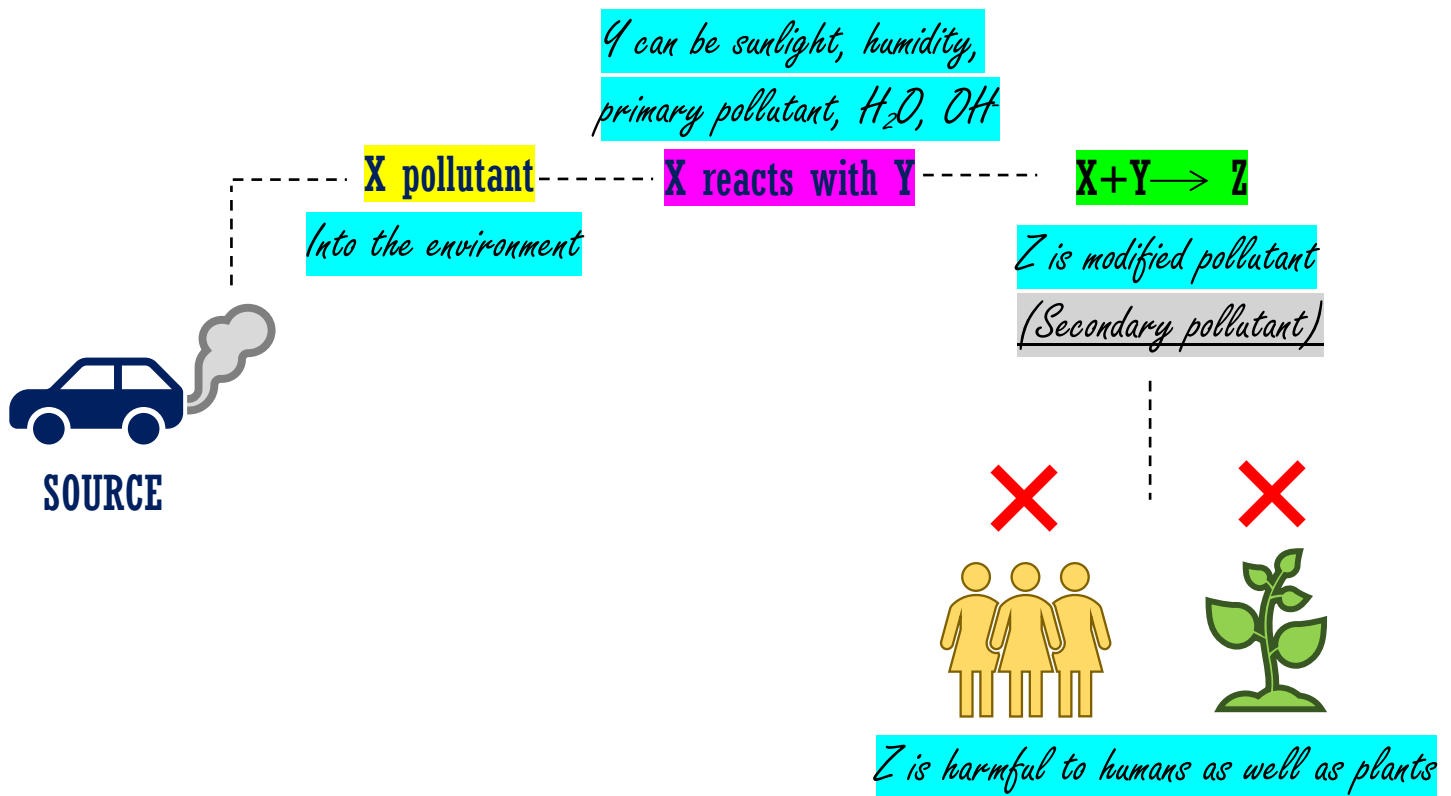 Y can be sunlight, humidity,
primary pollutant, H₂O, OH⁻
X pollutant
X reacts with Y
X+Y⟶ Z
Into the environment
Z is modified pollutant
(Secondary pollutant)
SOURCE
Z is harmful to humans as well as plants